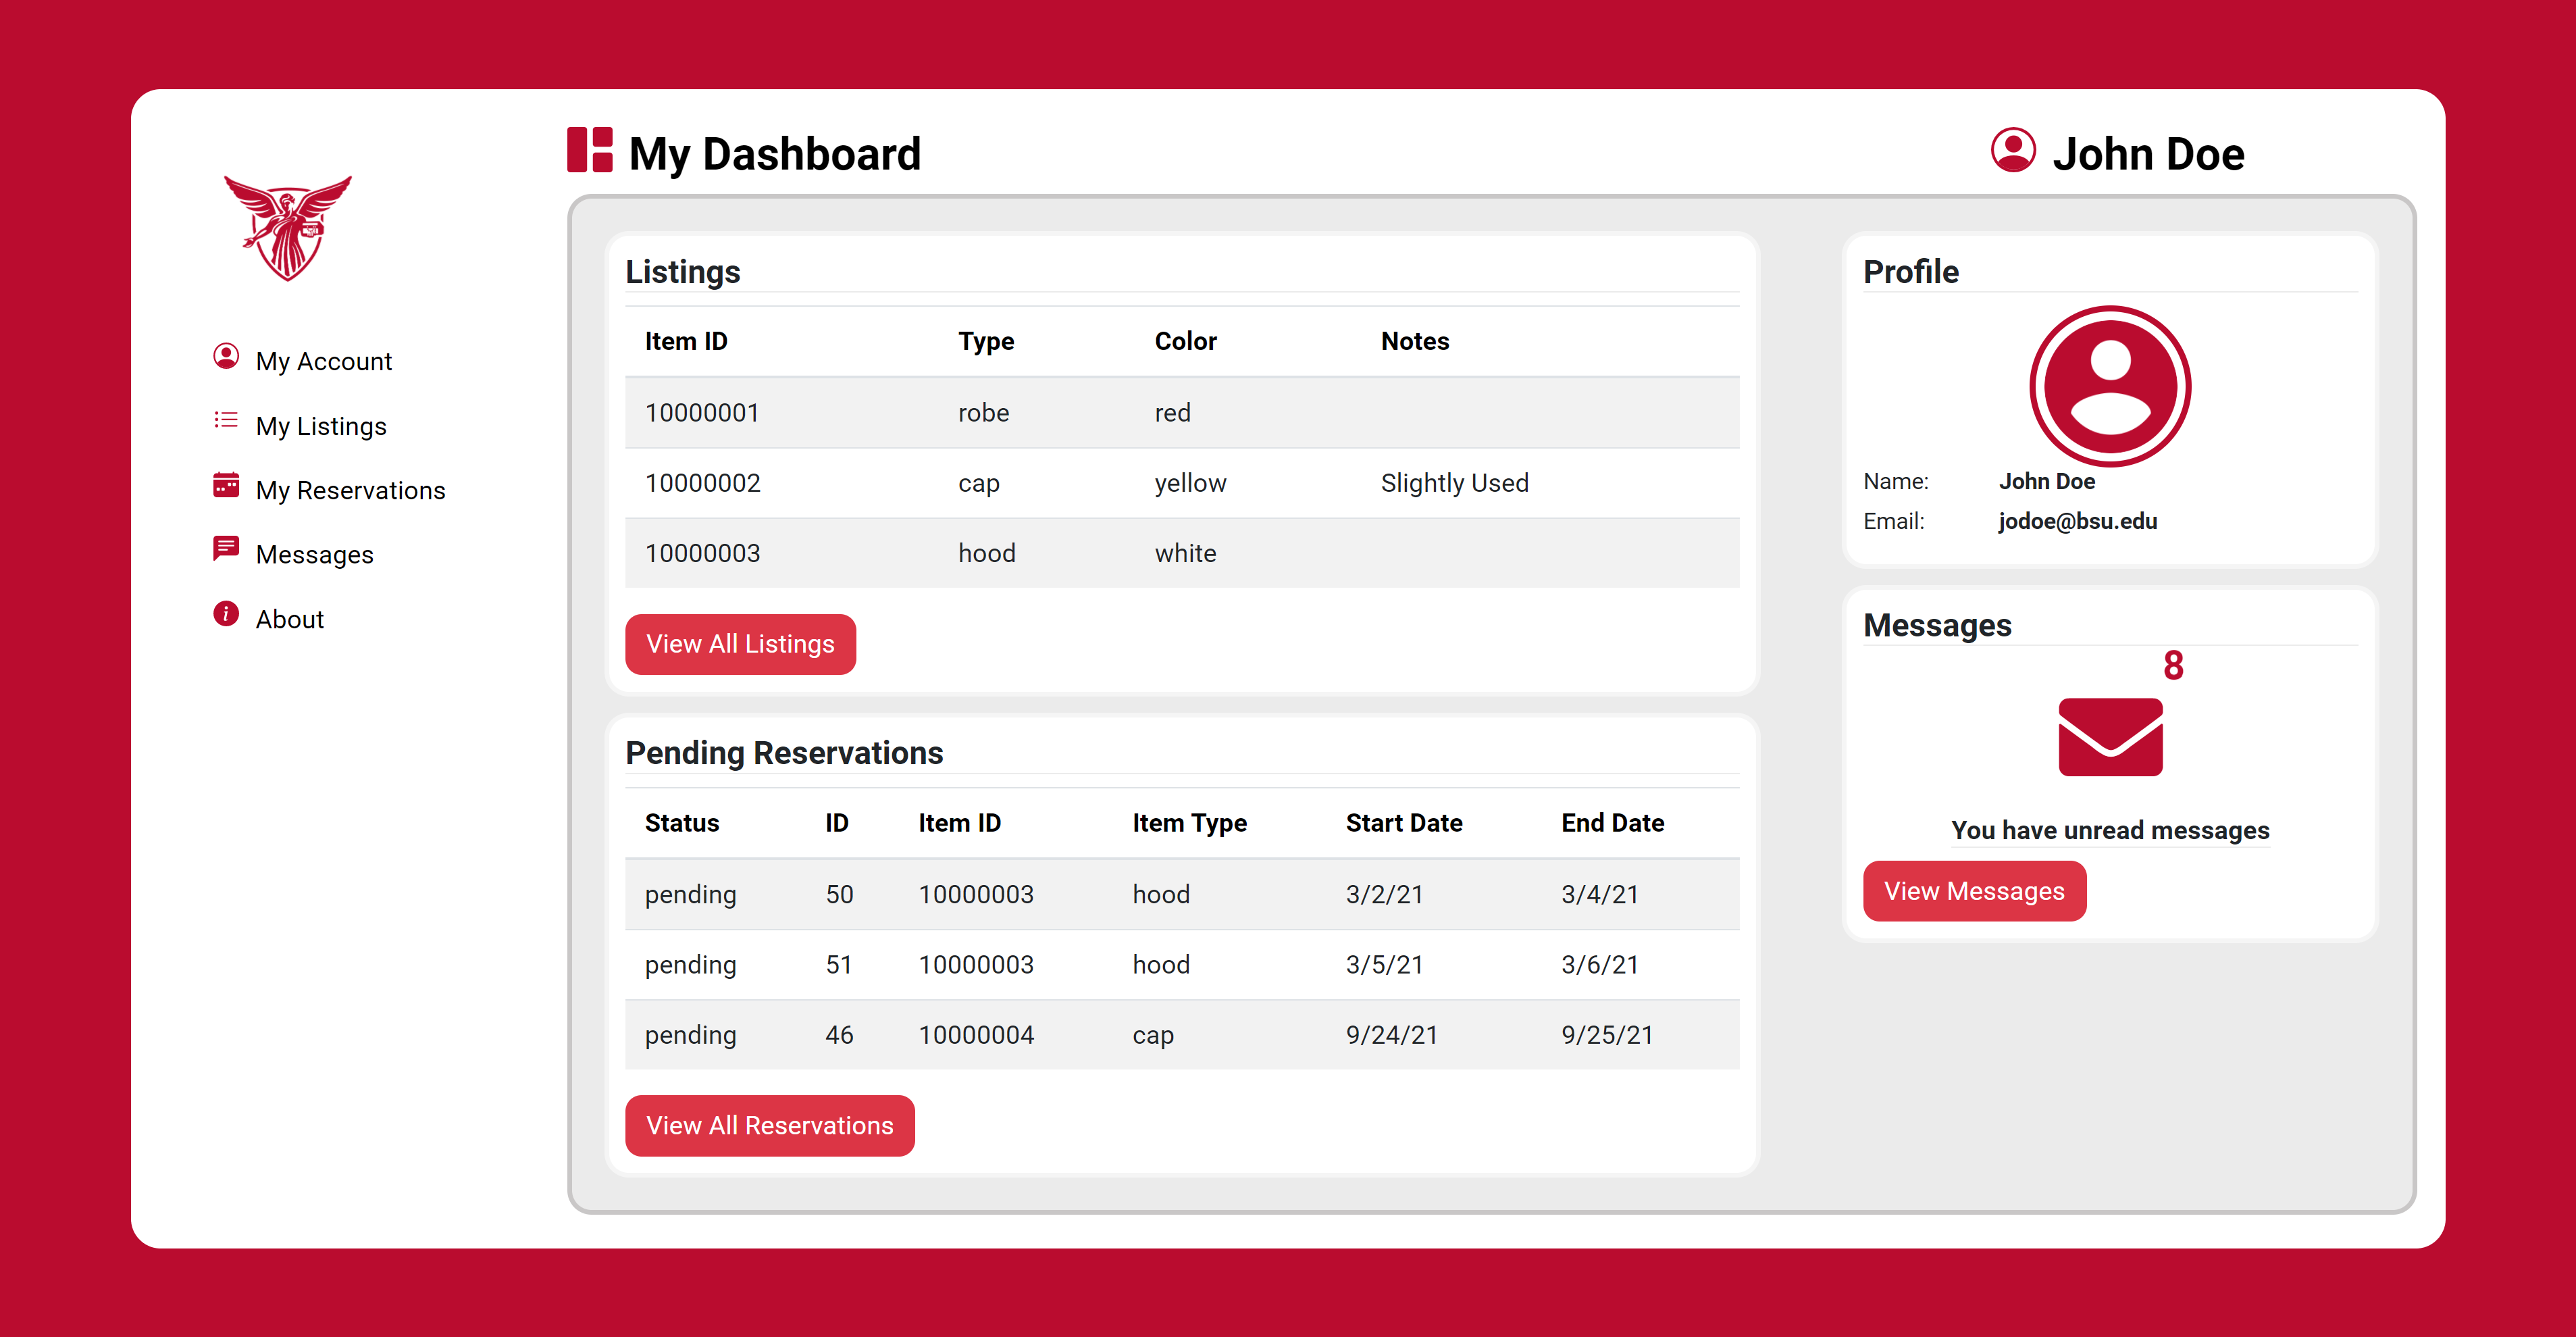 My Dashboard
John Doe
My Account
My Listings
My Reservations
Messages
About
Listings
Item ID Type Color Notes
10000001 robe red
10000002 cap yellow Slightly Used
10000003 hood white
View All Listings
Pending Reservations
Status ID Item ID Item Type Start Date End Date
pending 50 10000003 hood 3/2/21 3/4/21
pending 51 10000003 hood 3/5/21 3/6/21
pending 46 10000004 cap 9/24/21 9/25/21
View All Reservations
Profile
Name: John Doe
Email: jodoe@bsu.edu
Messages
8
You have unread messages
View Messages